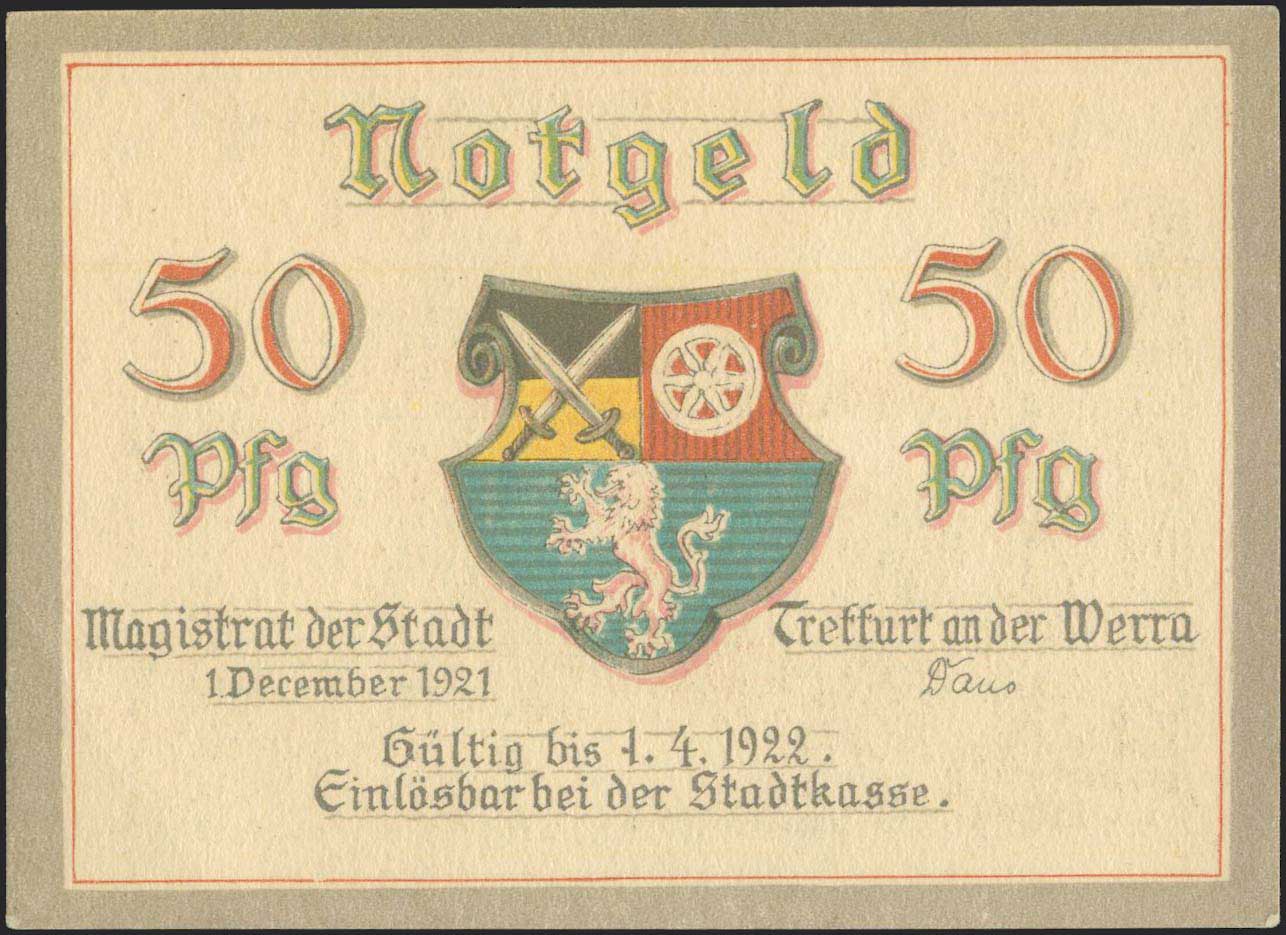 Notgeld
50 50
Pfg Pfg
Magistrat der Stadt Treffurt an der Werra
1.December 1921
Gültig bis 1. 4. 1922.
Einlösbar bei der Stadtkasse.